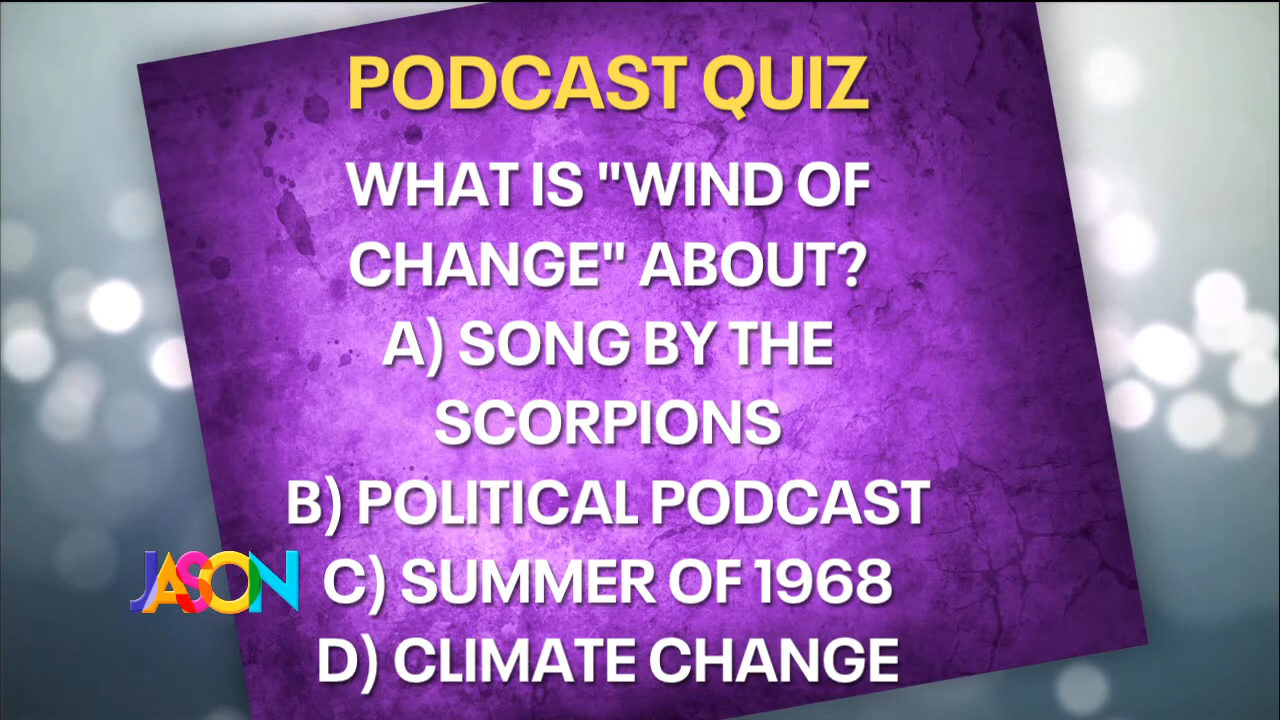 PODCAST QUIZ
WHAT IS "WIND OF
CHANGE" ABOUT?
A) SONG BY THE
SCORPIONS
B) POLITICAL PODCAST
C) SUMMER OF 1968
D) CLIMATE CHANGE
JASON